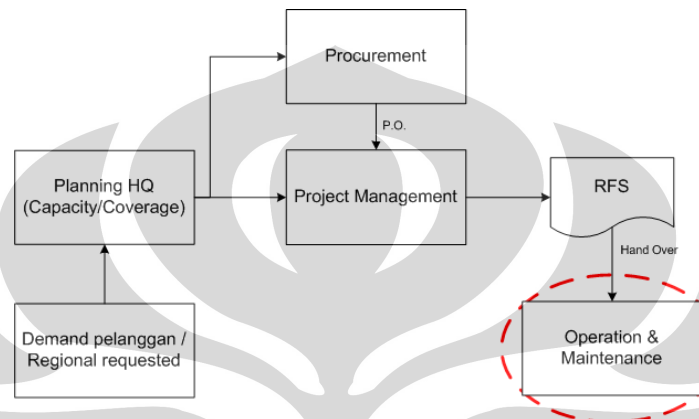 Procurement
P.O.
Planning HQ
(Capacity/Coverage)
Project Management
RFS
Hand Over
Demand pelanggan /
Regional requested
Operation &
Maintenance